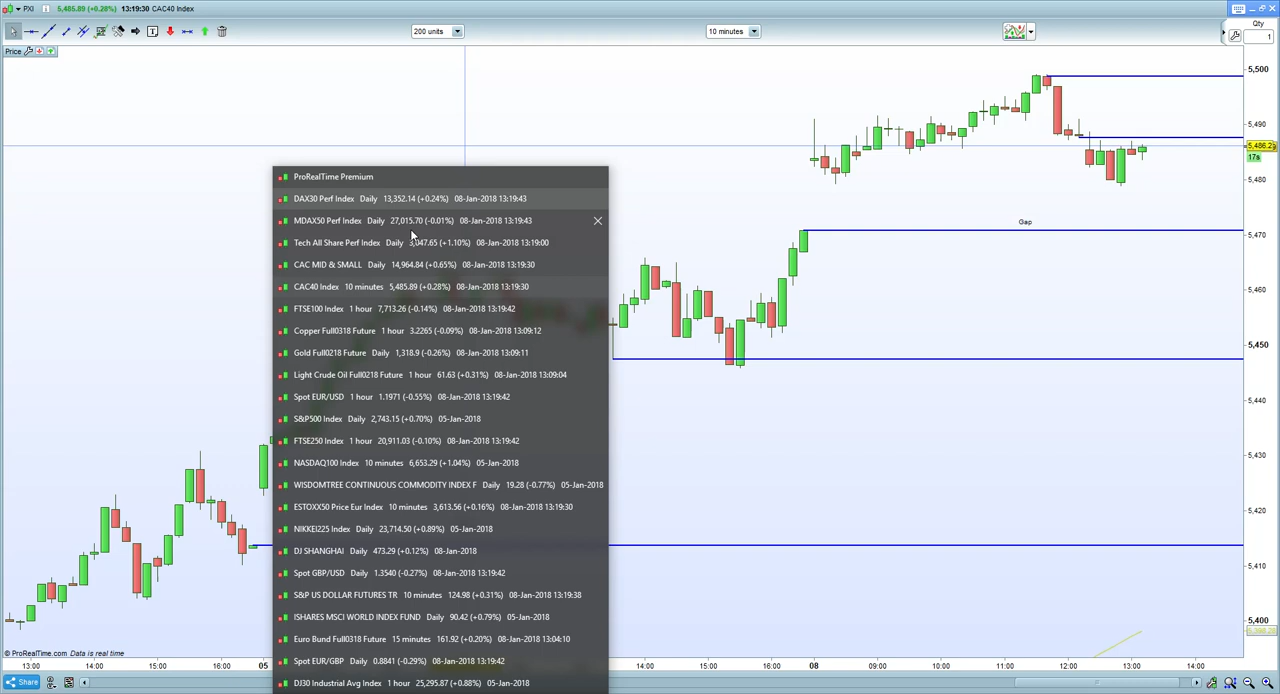 PXI 5,485.89 (+0.28%) 13:19:30 CAC40 Index
200 units
10 minutes
Qty
1
Price
ProRealTime Premium
DAX30 Perf Index Daily 13,352.14 (+0.24%) 08-Jan-2018 13:19:43
MDAX50 Perf Index Daily 27,015.70 (-0.01%) 08-Jan-2018 13:19:43
Tech All Share Perf Index Daily 3,047.65 (+1.10%) 08-Jan-2018 13:19:00
CAC MID & SMALL Daily 14,964.84 (+0.65%) 08-Jan-2018 13:19:30
CAC40 Index 10 minutes 5,485.89 (+0.28%) 08-Jan-2018 13:19:30
FTSE100 Index 1 hour 7,713.26 (-0.14%) 08-Jan-2018 13:19:42
Copper Full0318 Future 1 hour 3.2265 (-0.09%) 08-Jan-2018 13:09:12
Gold Full0218 Future Daily 1,318.9 (-0.26%) 08-Jan-2018 13:09:11
Light Crude Oil Full0218 Future 1 hour 61.63 (+0.31%) 08-Jan-2018 13:09:04
Spot EUR/USD 1 hour 1.1971 (-0.55%) 08-Jan-2018 13:19:42
S&P500 Index Daily 2,743.15 (+0.70%) 05-Jan-2018
FTSE250 Index 1 hour 20,911.03 (-0.10%) 08-Jan-2018 13:19:42
NASDAQ100 Index 10 minutes 6,653.29 (+1.04%) 05-Jan-2018
WISDOMTREE CONTINUOUS COMMODITY INDEX F Daily 19.28 (-0.77%) 05-Jan-2018
ESTOXX50 Price Eur Index 10 minutes 3,613.56 (+0.16%) 08-Jan-2018 13:19:30
NIKKEI225 Index Daily 23,714.50 (+0.89%) 05-Jan-2018
DJ SHANGHAI Daily 473.29 (+0.12%) 08-Jan-2018
Spot GBP/USD Daily 1.3540 (-0.27%) 08-Jan-2018 13:19:42
S&P US DOLLAR FUTURES TR 10 minutes 124.98 (+0.31%) 08-Jan-2018 13:19:38
ISHARES MSCI WORLD INDEX FUND Daily 90.42 (+0.79%) 05-Jan-2018
Euro Bund Full0318 Future 15 minutes 161.92 (+0.20%) 08-Jan-2018 13:04:10
Spot EUR/GBP Daily 0.8841 (-0.29%) 08-Jan-2018 13:19:42
DJ30 Industrial Avg Index 1 hour 25,295.87 (+0.88%) 05-Jan-2018
Gap
5,500
5,490
5,486.2
17s
5,480
5,470
5,460
5,450
5,440
5,430
5,420
5,410
5,400
© ProRealTime.com Data is real time
13:00 14:00 15:00 16:00 05 14:00 15:00 16:00 08 09:00 10:00 11:00 12:00 13:00 14:00
Share